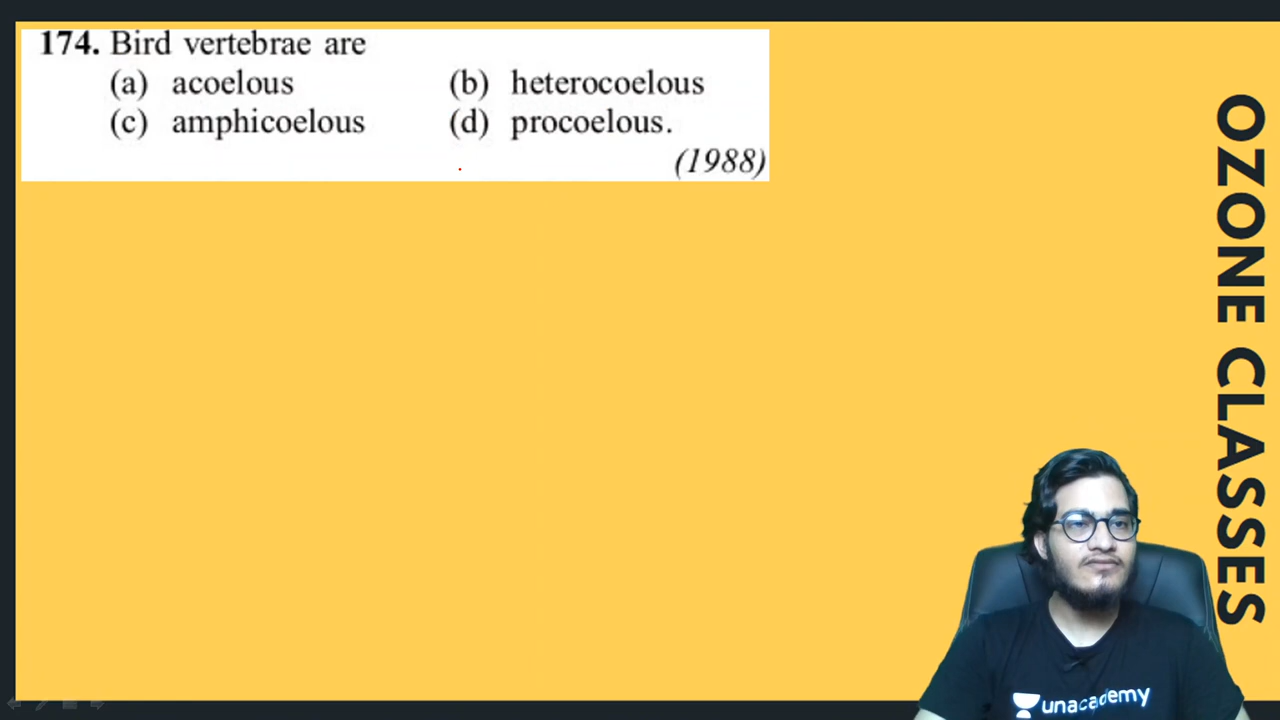 174. Bird vertebrae are
(a) acoelous (b) heterocoelous
(c) amphicoelous (d) procoelous.
(1988)
OZONE CLASSES
unacademy